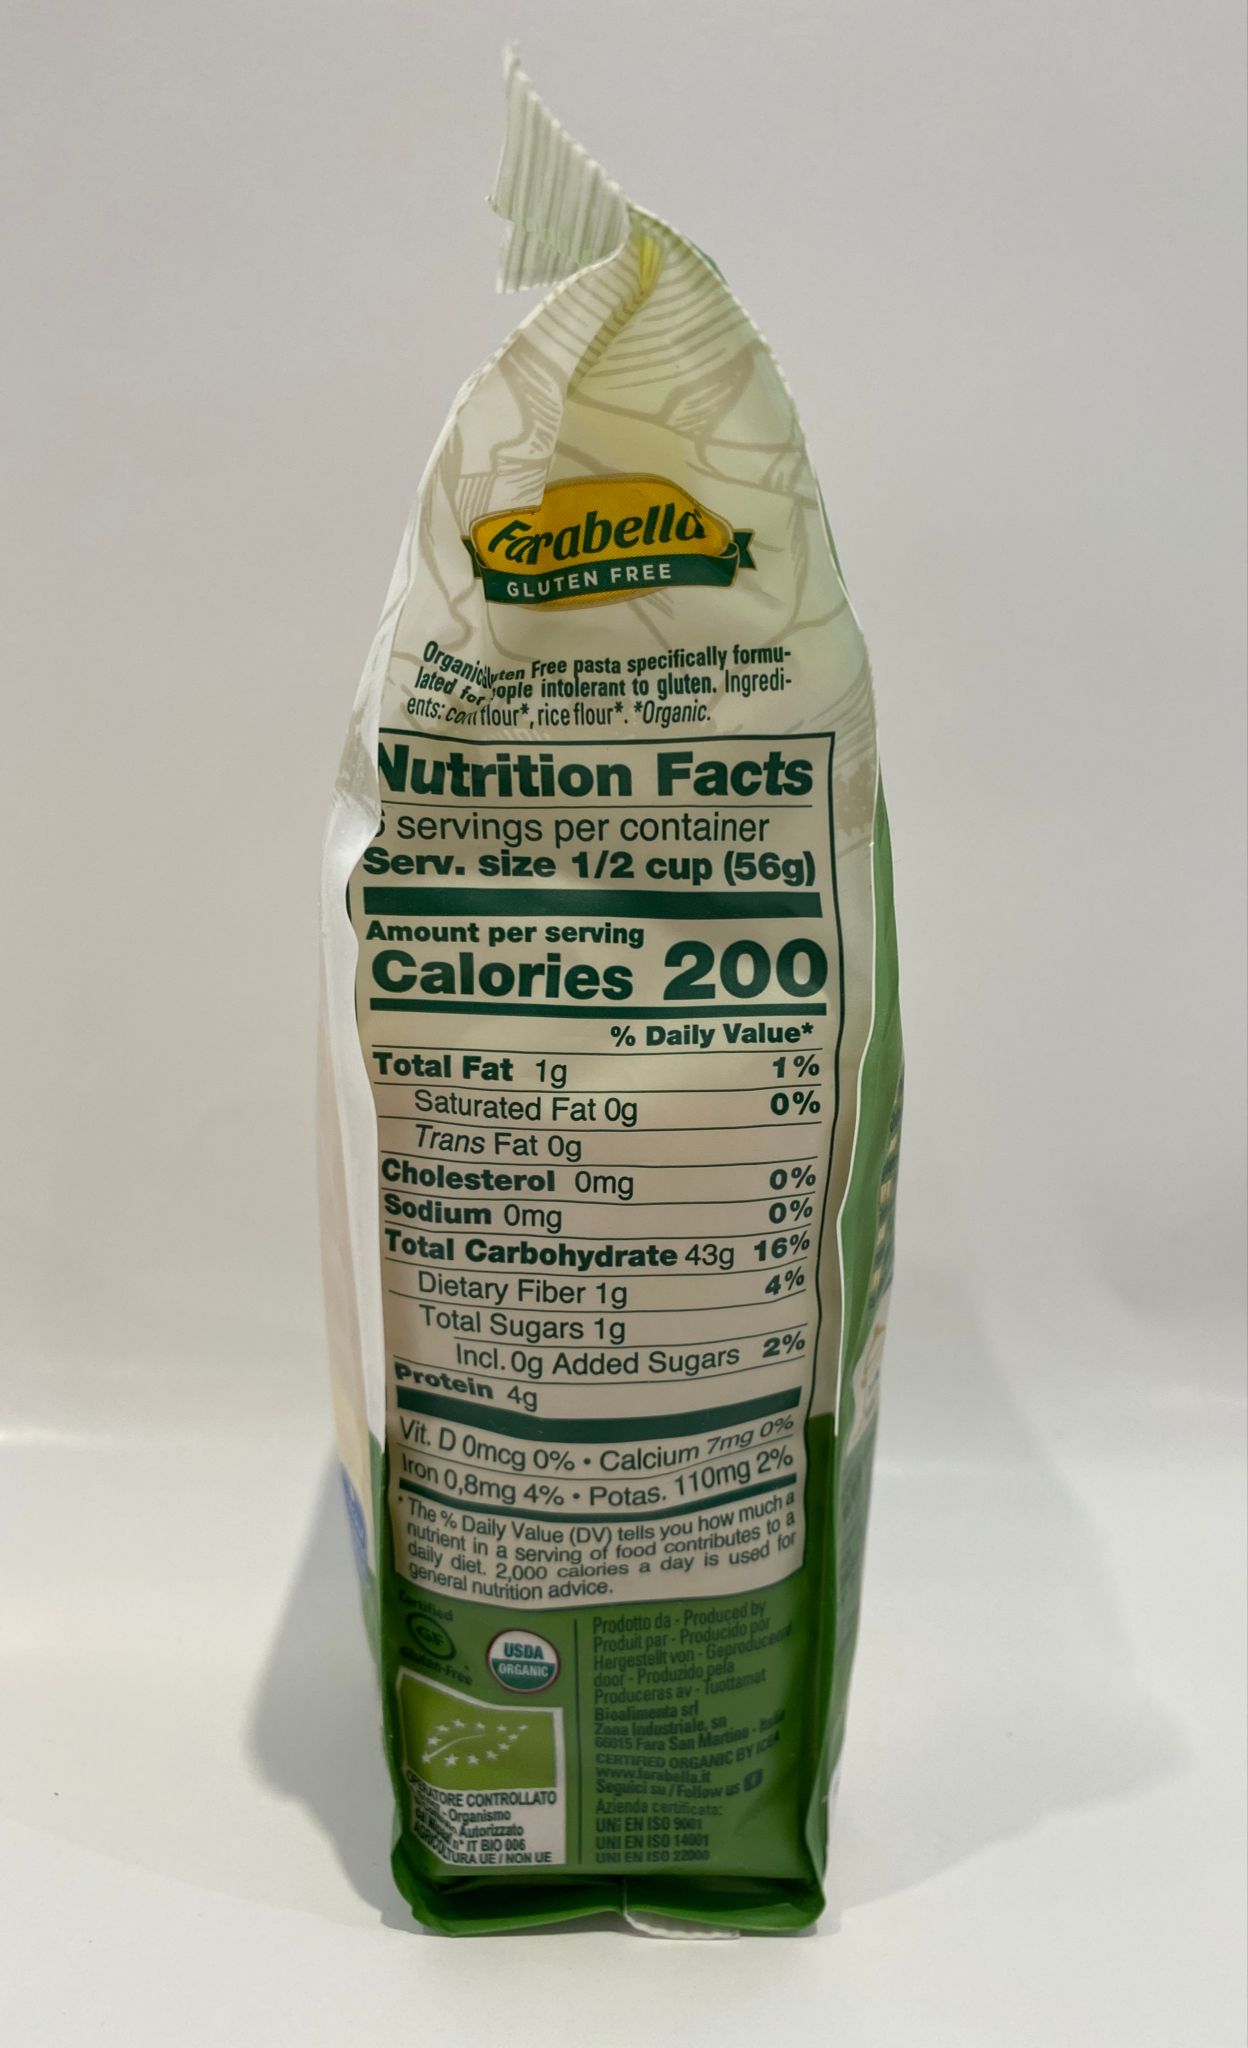 Farabella
GLUTEN FREE
Organic Gluten Free pasta specifically formu-
lated for people intolerant to gluten. Ingredi-
ents: corn flour*, rice flour*. *Organic.
Nutrition Facts
servings per container
Serv. size 1/2 cup (56g)
Amount per serving
Calories 200
% Daily Value*
Total Fat 1g 1%
Saturated Fat 0g 0%
Trans Fat 0g
Cholesterol 0mg 0%
Sodium 0mg 0%
Total Carbohydrate 43g 16%
Dietary Fiber 1g 4%
Total Sugars 1g
Incl. 0g Added Sugars 2%
Protein 4g
Vit. D 0mcg 0% • Calcium 7mg 0%
Iron 0,8mg 4% • Potas. 110mg 2%
* The % Daily Value (DV) tells you how much a
nutrient in a serving of food contributes to a
daily diet. 2,000 calories a day is used for
general nutrition advice.
Certified
GF
Gluten-Free
USDA
ORGANIC
OPERATORE CONTROLLATO
Organismo
Autorizzato
n° IT BIO 006
AGRICOLTURA UE / NON UE
Prodotto da - Produced by
Produit par - Producido por
Hergestellt von - Geproduceerd
door - Produzido pela
Produceras av - Tuottamat
Bioalimenta srl
Zona Industriale, sn
66015 Fara San Martino - Italia
CERTIFIED ORGANIC BY ICEA
www.farabella.it
Seguici su / Follow us f
Azienda certificata:
UNI EN ISO 9001
UNI EN ISO 14001
UNI EN ISO 22000